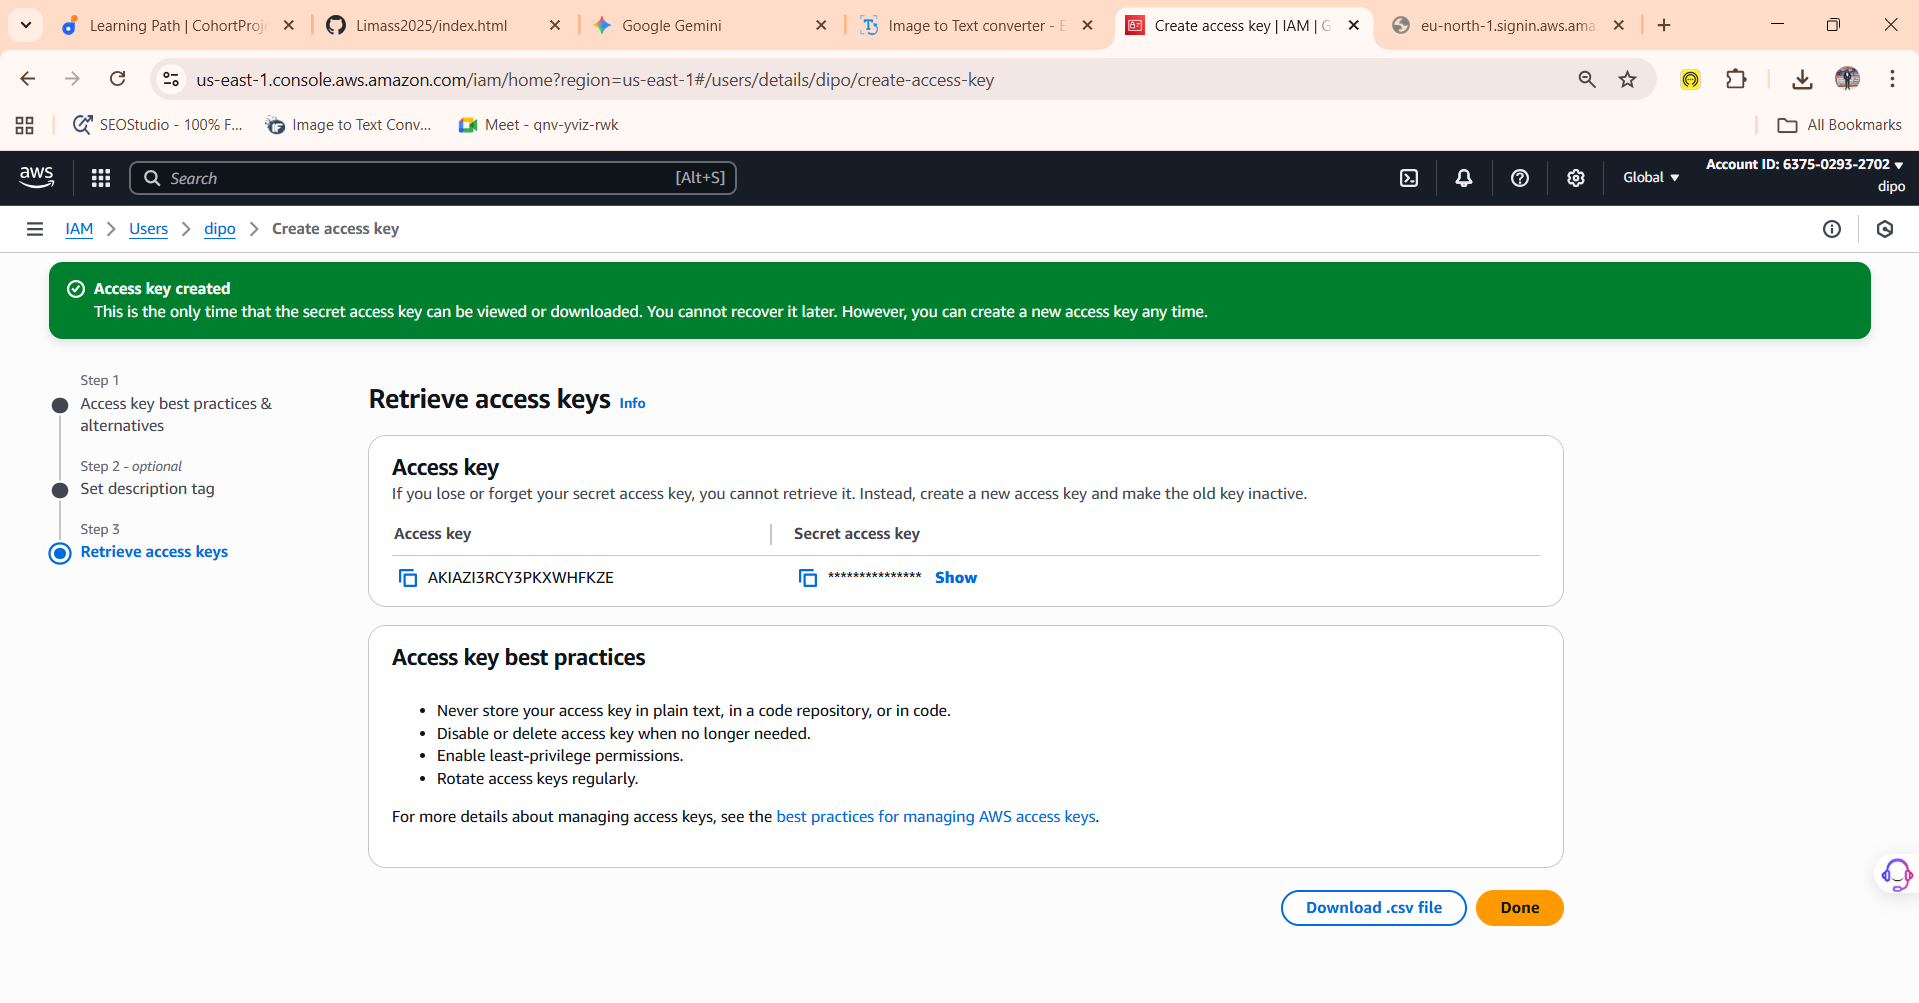 Learning Path | CohortProj
Limass2025/index.html
Google Gemini
Image to Text converter - E
Create access key | IAM | G
eu-north-1.signin.aws.ama
us-east-1.console.aws.amazon.com/iam/home?region=us-east-1#/users/details/dipo/create-access-key
SEOStudio - 100% F...
Image to Text Conv...
Meet - qnv-yviz-rwk
All Bookmarks
aws
Search
[Alt+S]
Global
Account ID: 6375-0293-2702
dipo
IAM > Users > dipo > Create access key
Access key created
This is the only time that the secret access key can be viewed or downloaded. You cannot recover it later. However, you can create a new access key any time.
Step 1
Access key best practices &
alternatives
Step 2 - optional
Set description tag
Step 3
Retrieve access keys
Retrieve access keys Info
Access key
If you lose or forget your secret access key, you cannot retrieve it. Instead, create a new access key and make the old key inactive.
Access key
Secret access key
AKIAZI3RCY3PKXWHFKZE
*************** Show
Access key best practices
• Never store your access key in plain text, in a code repository, or in code.
• Disable or delete access key when no longer needed.
• Enable least-privilege permissions.
• Rotate access keys regularly.
For more details about managing access keys, see the best practices for managing AWS access keys.
Download .csv file
Done